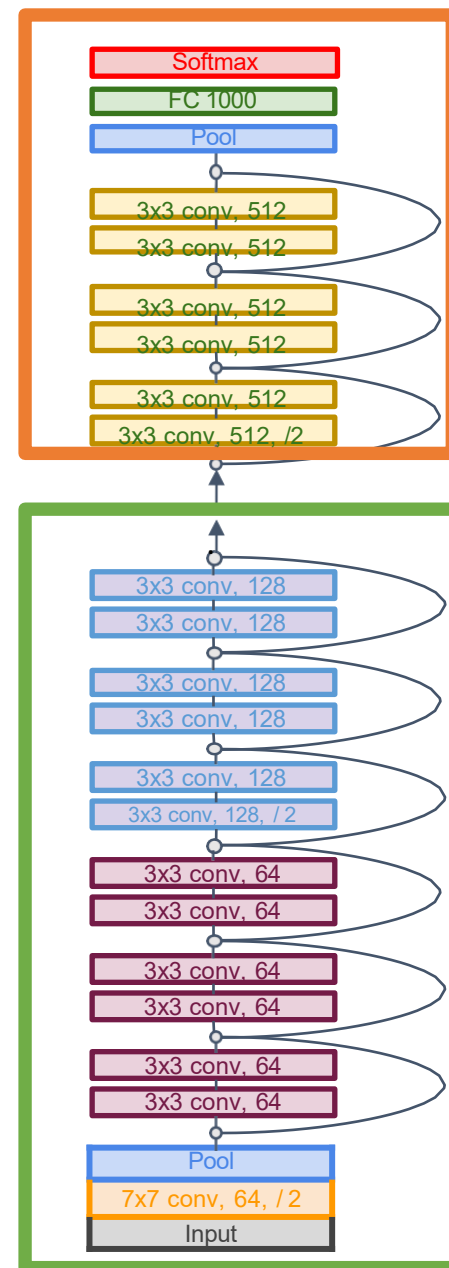 Softmax
FC 1000
Pool
3x3 conv, 512
3x3 conv, 512
3x3 conv, 512
3x3 conv, 512
3x3 conv, 512
3x3 conv, 512, /2
3x3 conv, 128
3x3 conv, 128
3x3 conv, 128
3x3 conv, 128
3x3 conv, 128
3x3 conv, 128, / 2
3x3 conv, 64
3x3 conv, 64
3x3 conv, 64
3x3 conv, 64
3x3 conv, 64
3x3 conv, 64
Pool
7x7 conv, 64, / 2
Input